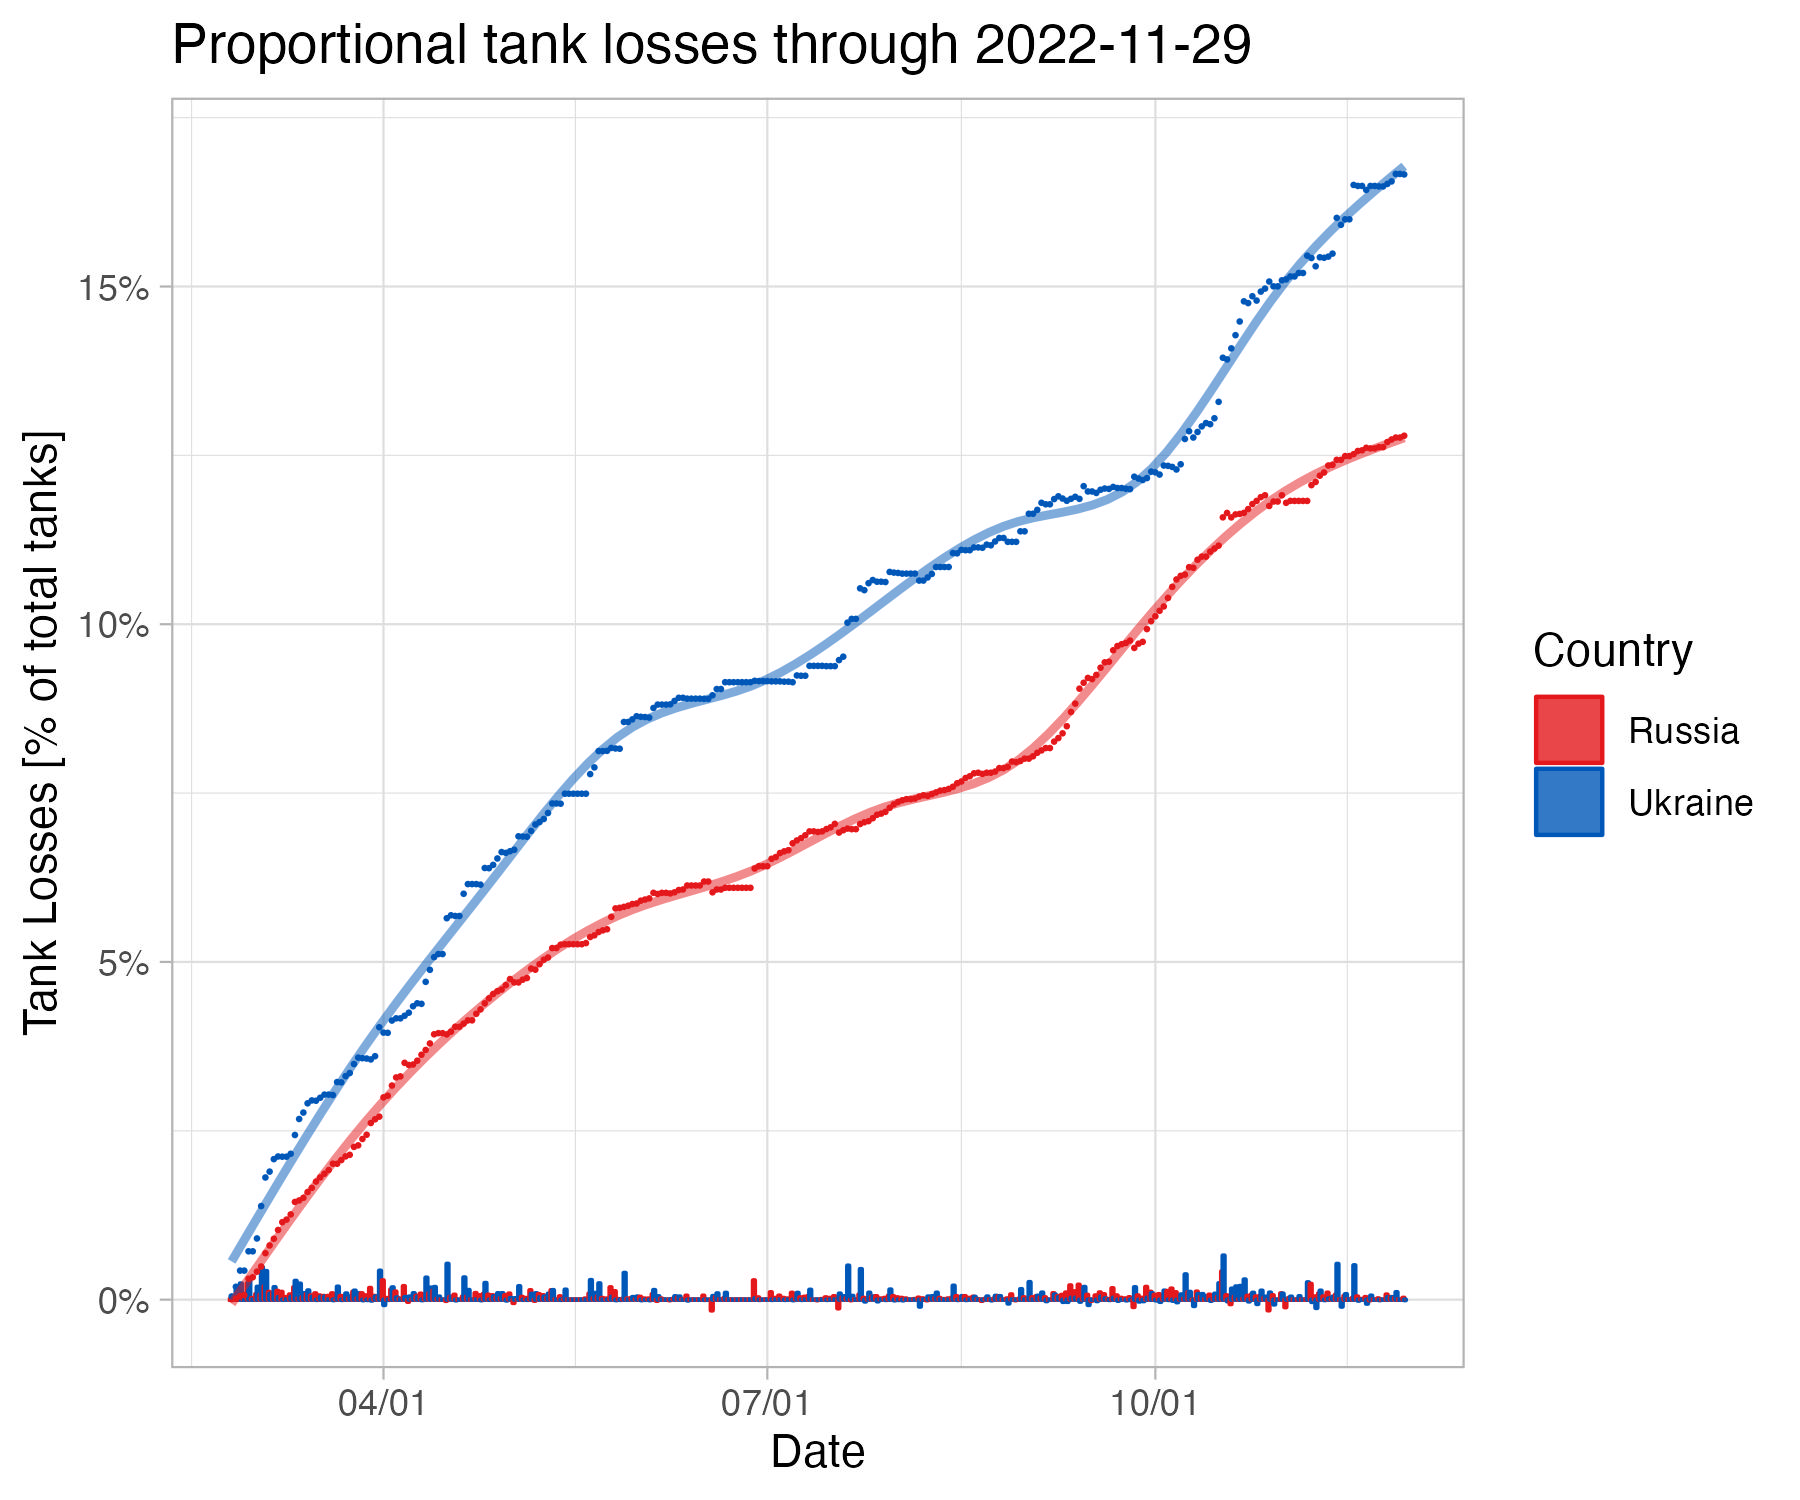 Proportional tank losses through 2022-11-29
Tank Losses [% of total tanks]
15%
10%
5%
0%
04/01
07/01
10/01
Date
Country
Russia
Ukraine